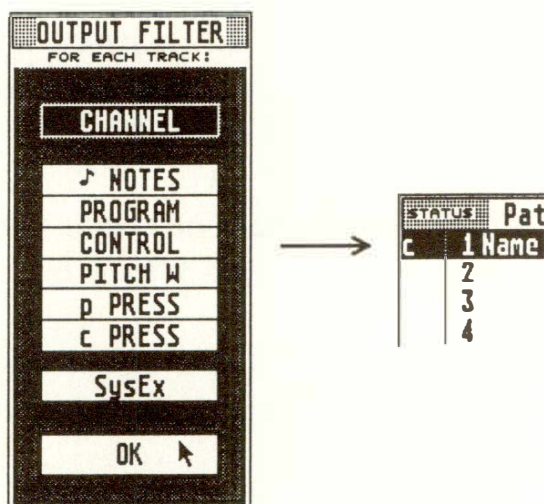 OUTPUT FILTER
FOR EACH TRACK:
CHANNEL
♪ NOTES
PROGRAM
CONTROL
PITCH W
p PRESS
c PRESS
SysEx
OK
STATUS Pat
c 1 Name
2
3
4